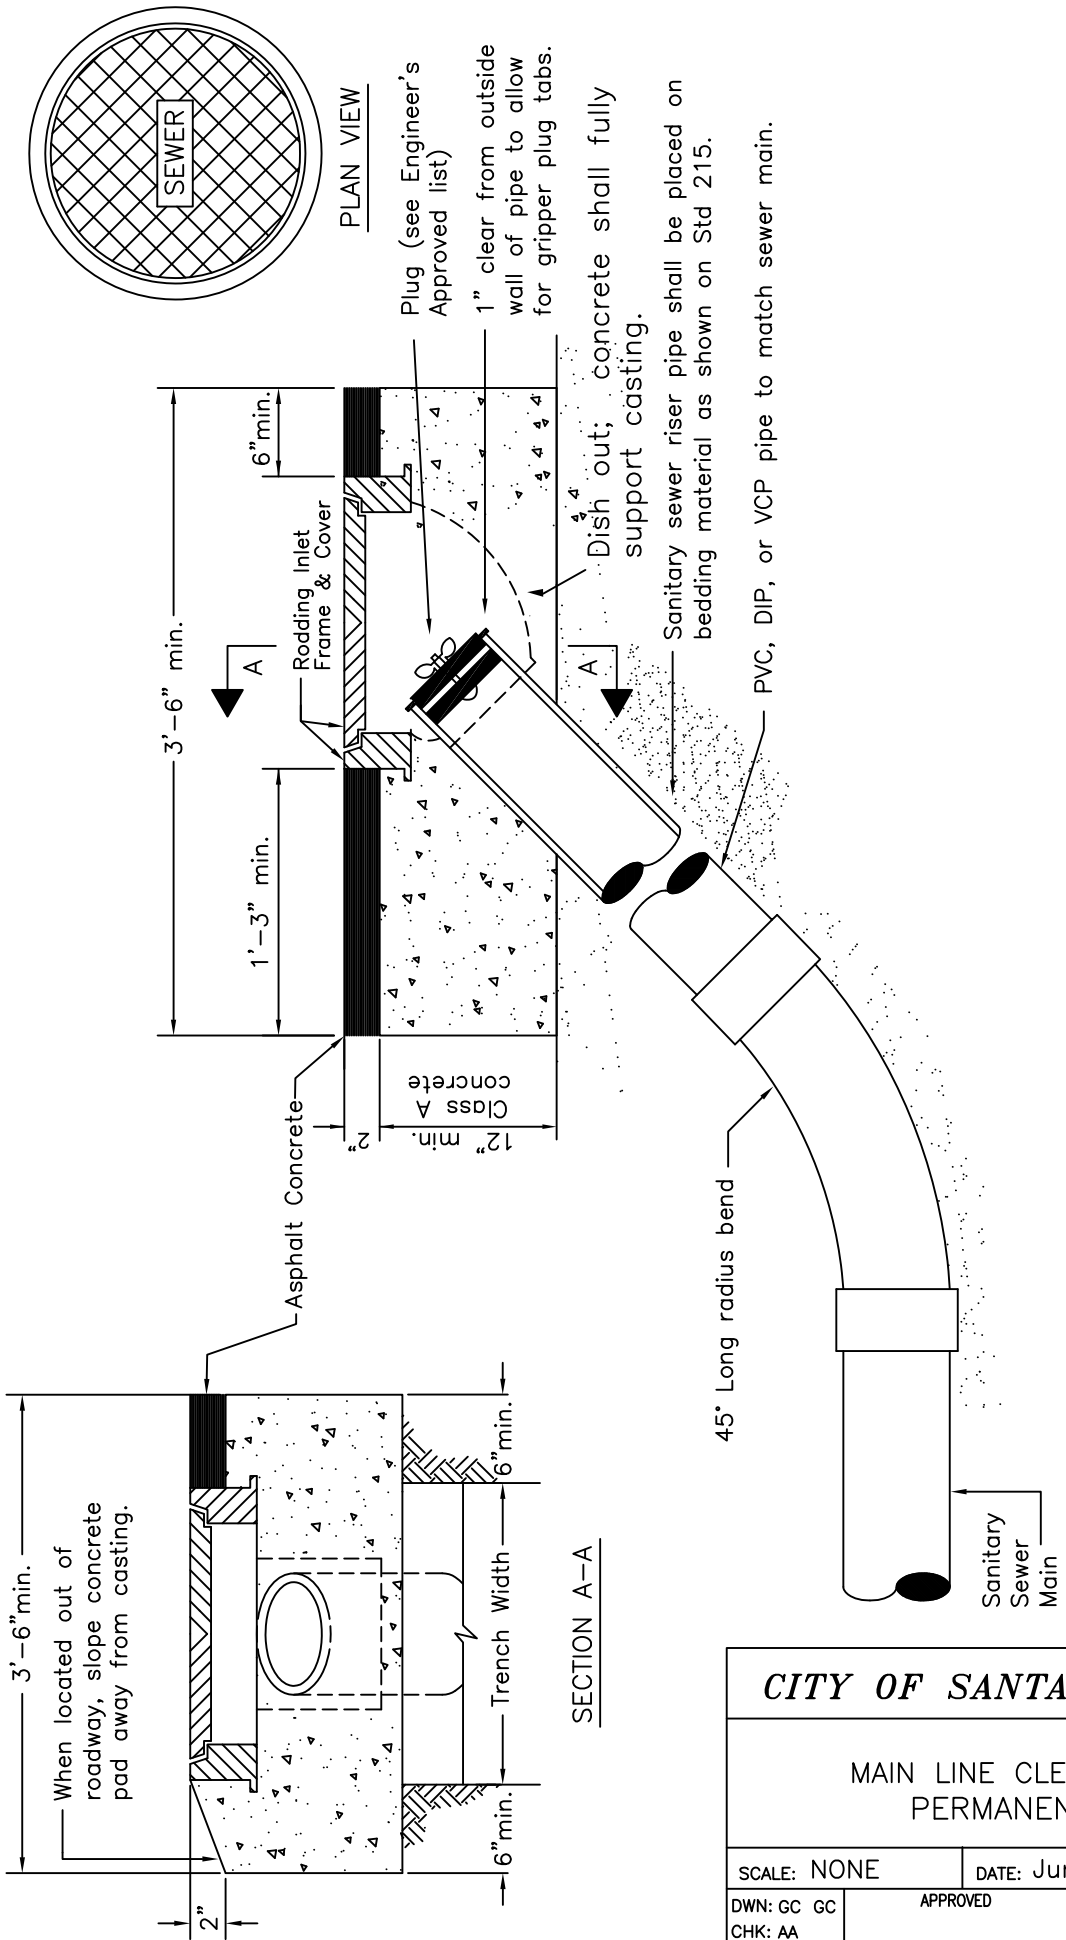 SEWER
PLAN VIEW
Plug (see Engineer's
Approved list)
1" clear from outside
wall of pipe to allow
for gripper plug tabs.
Dish out; concrete shall fully
support casting.
Sanitary sewer riser pipe shall be placed on
bedding material as shown on Std 215.
PVC, DIP, or VCP pipe to match sewer main.
3'-6" min.
6"min.
1'-3" min.
Rodding Inlet
Frame & Cover
A
A
2"
12" min.
Class A
concrete
Asphalt Concrete
45° Long radius bend
Sanitary
Sewer
Main
3'-6"min.
When located out of
roadway, slope concrete
pad away from casting.
2"
6"min.
Trench Width
6"min.
SECTION A-A
CITY OF SANTA
MAIN LINE CLE
PERMANEN
SCALE: NONE
DATE: Jun
DWN: GC GC
CHK: AA
APPROVED